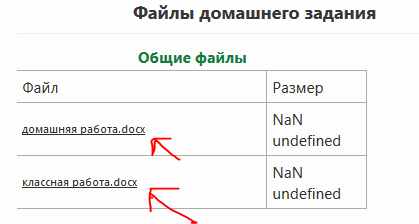 Файлы домашнего задания
Общие файлы
Файл Размер
домашняя работа.docx NaN
undefined
классная работа.docx NaN
undefined